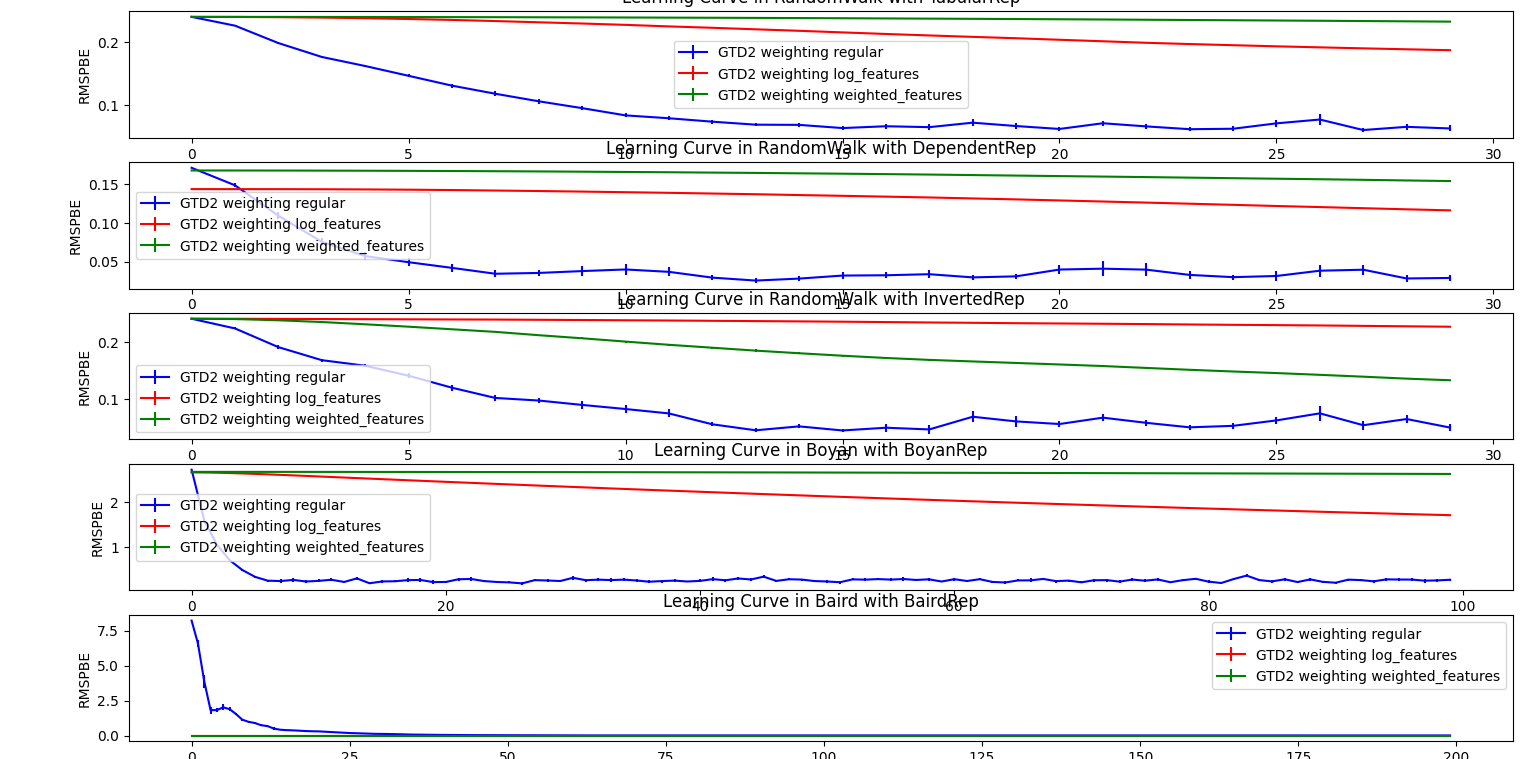 Learning Curve in RandomWalk with TabularRep
RMSPBE
0.2
0.1
GTD2 weighting regular
GTD2 weighting log_features
GTD2 weighting weighted_features
0 5 10 15 20 25 30
Learning Curve in RandomWalk with DependentRep
RMSPBE
0.15
0.10
0.05
GTD2 weighting regular
GTD2 weighting log_features
GTD2 weighting weighted_features
0 5 10 15 20 25 30
Learning Curve in RandomWalk with InvertedRep
RMSPBE
0.2
0.1
GTD2 weighting regular
GTD2 weighting log_features
GTD2 weighting weighted_features
0 5 10 15 20 25 30
Learning Curve in Boyan with BoyanRep
RMSPBE
2
1
GTD2 weighting regular
GTD2 weighting log_features
GTD2 weighting weighted_features
0 20 40 60 80 100
Learning Curve in Baird with BairdRep
RMSPBE
7.5
5.0
2.5
0.0
GTD2 weighting regular
GTD2 weighting log_features
GTD2 weighting weighted_features
0 25 50 75 100 125 150 175 200